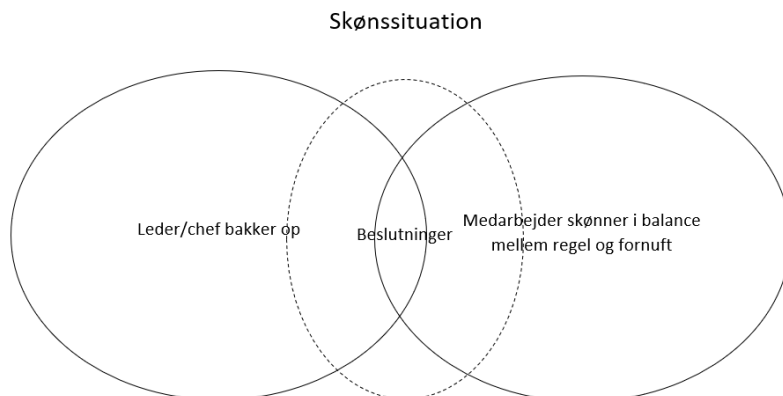 Skønssituation
Leder/chef bakker op
Beslutninger
Medarbejder skønner i balance
mellem regel og fornuft